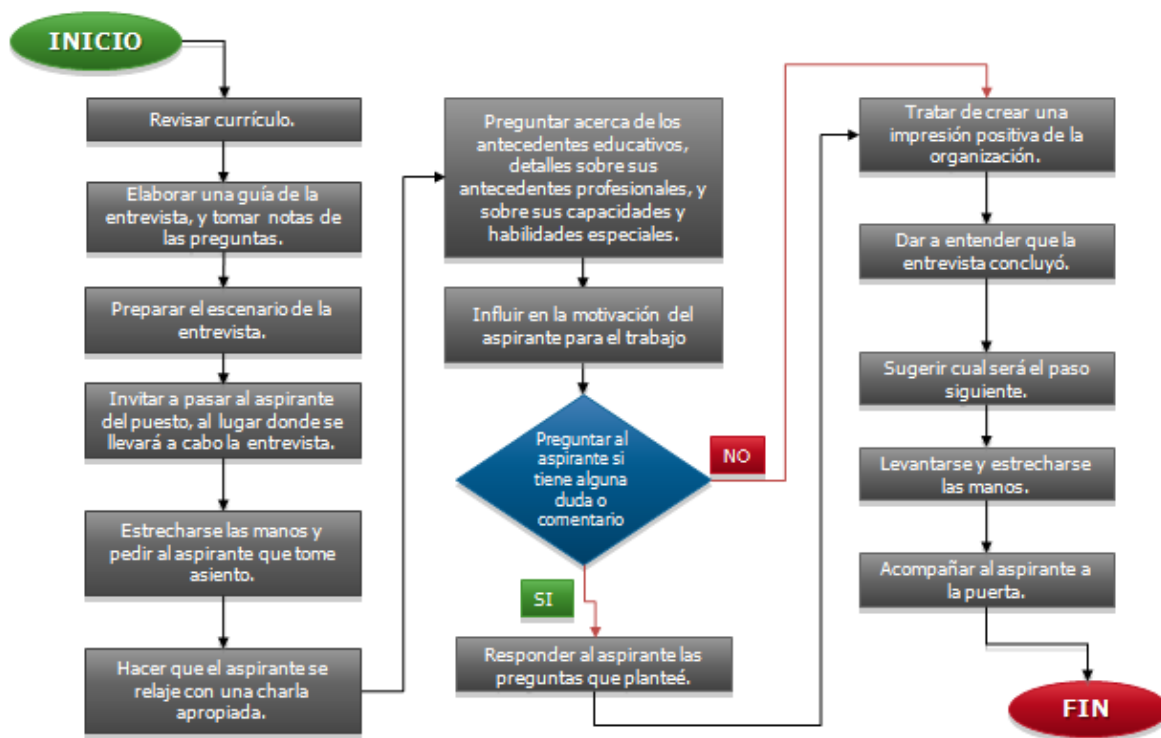 INICIO
Revisar currículo.
Elaborar una guía de la
entrevista, y tomar notas de
las preguntas.
Preparar el escenario de la
entrevista.
Invitar a pasar al aspirante
del puesto, al lugar donde se
llevará a cabo la entrevista.
Estrecharse las manos y
pedir al aspirante que tome
asiento.
Hacer que el aspirante se
relaje con una charla
apropiada.
Preguntar acerca de los
antecedentes educativos,
detalles sobre sus
antecedentes profesionales, y
sobre sus capacidades y
habilidades especiales.
Influir en la motivación del
aspirante para el trabajo
Preguntar al
aspirante si
tiene alguna
duda o
comentario
NO
SI
Responder al aspirante las
preguntas que planteé.
Tratar de crear una
impresión positiva de la
organización.
Dar a entender que la
entrevista concluyó.
Sugerir cual será el paso
siguiente.
Levantarse y estrecharse
las manos.
Acompañar al aspirante a
la puerta.
FIN